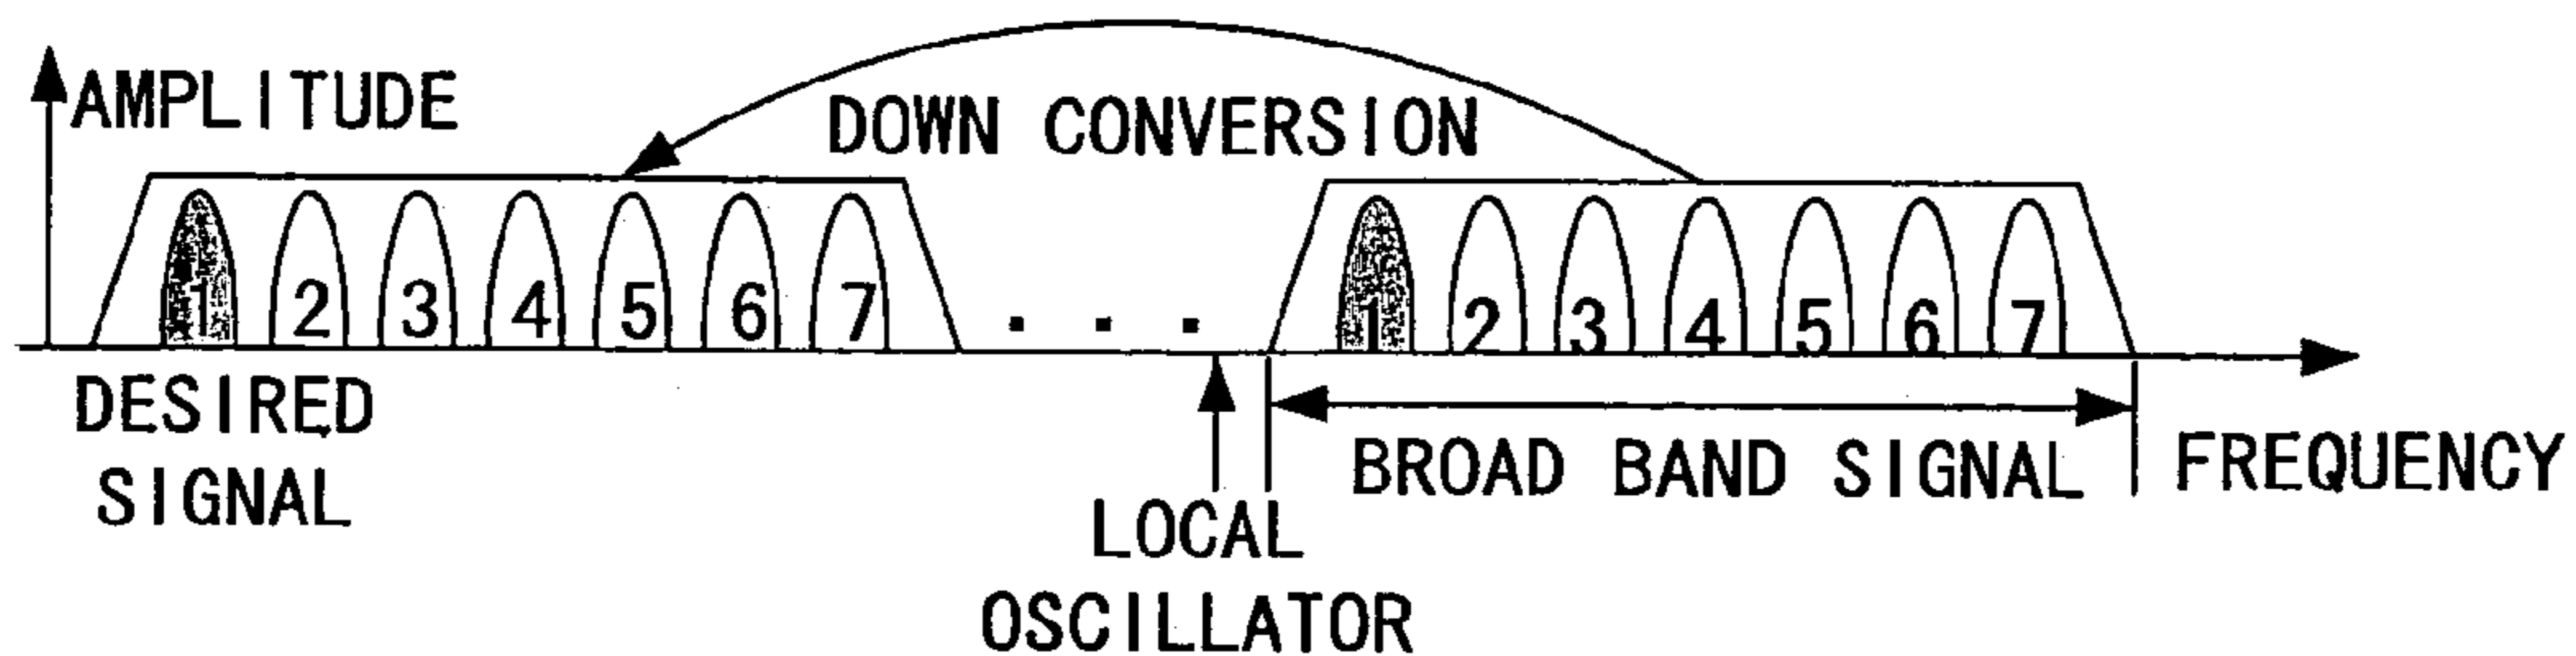 AMPLITUDE
DOWN CONVERSION
1 2 3 4 5 6 7 . . . 1 2 3 4 5 6 7
DESIRED
SIGNAL
LOCAL
OSCILLATOR
BROAD BAND SIGNAL
FREQUENCY